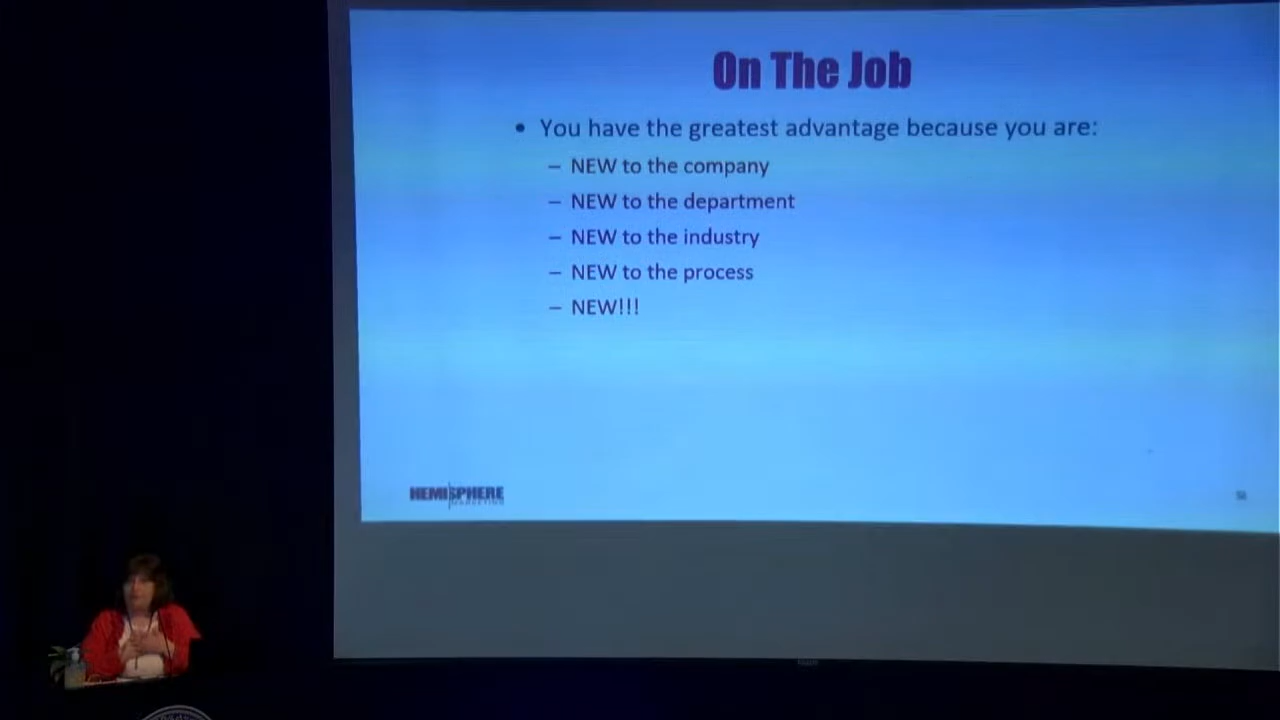 On The Job
• You have the greatest advantage because you are:
– NEW to the company
– NEW to the department
– NEW to the industry
– NEW to the process
– NEW!!!
HEMISPHERE
MARKETING